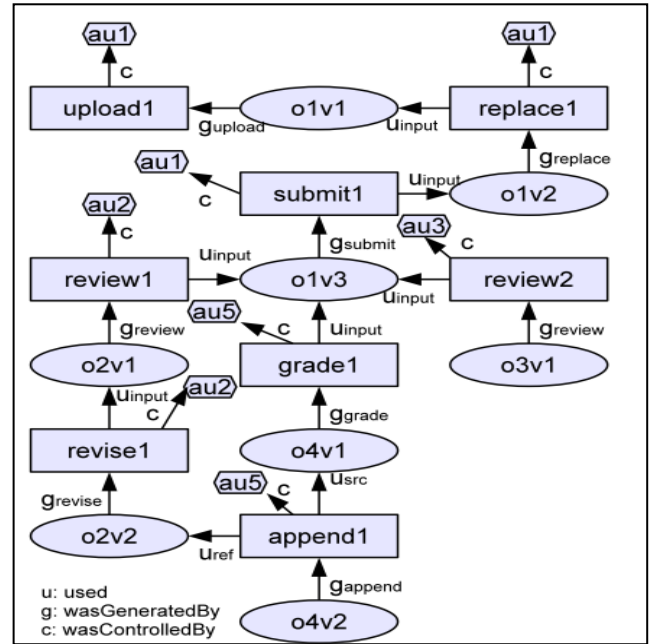 au1 au1
c c
upload1 o1v1 replace1
gupload uinput
au1 greplace
c submit1 uinput o1v2
au2 au3
c uinput gsubmit c
review1 o1v3 uinput review2
au5 c uinput
greview greview
o2v1 grade1 o3v1
uinput au2
c ggrade
revise1 o4v1
grevise au5 c usrc
o2v2 uref append1
u: used gappend
g: wasGeneratedBy
c: wasControlledBy o4v2